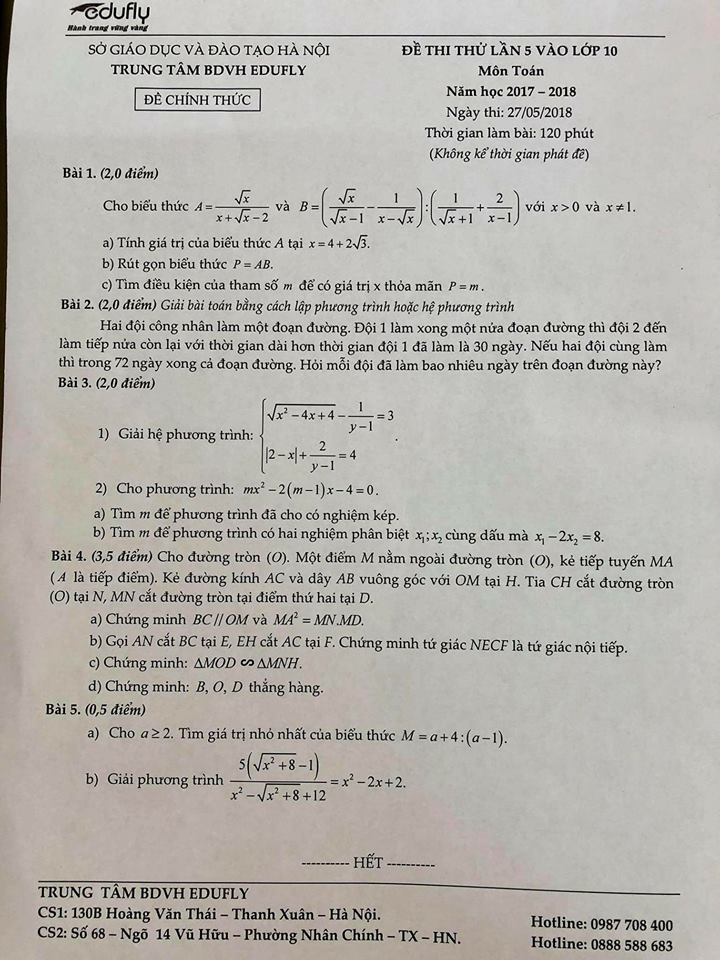 edufly
Hành trang vững vàng
SỞ GIÁO DỤC VÀ ĐÀO TẠO HÀ NỘI
TRUNG TÂM BDVH EDUFLY
ĐỀ CHÍNH THỨC
ĐỀ THI THỬ LẦN 5 VÀO LỚP 10
Môn Toán
Năm học 2017 – 2018
Ngày thi: 27/05/2018
Thời gian làm bài: 120 phút
(Không kể thời gian phát đề)
Bài 1. (2,0 điểm)
Cho biểu thức A = √x/(x+√x−2) và B = (√x/(√x−1) − 1/(x−√x)) : (1/(√x+1) + 2/(x−1)) với x > 0 và x ≠ 1.
a) Tính giá trị của biểu thức A tại x = 4 + 2√3.
b) Rút gọn biểu thức P = AB.
c) Tìm điều kiện của tham số m để có giá trị x thỏa mãn P = m.
Bài 2. (2,0 điểm) Giải bài toán bằng cách lập phương trình hoặc hệ phương trình
Hai đội công nhân làm một đoạn đường. Đội 1 làm xong một nửa đoạn đường thì đội 2 đến
làm tiếp nửa còn lại với thời gian dài hơn thời gian đội 1 đã làm là 30 ngày. Nếu hai đội cùng làm
thì trong 72 ngày xong cả đoạn đường. Hỏi mỗi đội đã làm bao nhiêu ngày trên đoạn đường này?
Bài 3. (2,0 điểm)
1) Giải hệ phương trình: { √(x²−4x+4) − 1/(y−1) = 3
|2−x| + 2/(y−1) = 4 .
2) Cho phương trình: mx² − 2(m−1)x − 4 = 0.
a) Tìm m để phương trình đã cho có nghiệm kép.
b) Tìm m để phương trình có hai nghiệm phân biệt x₁; x₂ cùng dấu mà x₁ − 2x₂ = 8.
Bài 4. (3,5 điểm) Cho đường tròn (O). Một điểm M nằm ngoài đường tròn (O), kẻ tiếp tuyến MA
(A là tiếp điểm). Kẻ đường kính AC và dây AB vuông góc với OM tại H. Tia CH cắt đường tròn
(O) tại N, MN cắt đường tròn tại điểm thứ hai tại D.
a) Chứng minh BC // OM và MA² = MN.MD.
b) Gọi AN cắt BC tại E, EH cắt AC tại F. Chứng minh tứ giác NECF là tứ giác nội tiếp.
c) Chứng minh: ΔMOD ∽ ΔMNH.
d) Chứng minh: B, O, D thẳng hàng.
Bài 5. (0,5 điểm)
a) Cho a ≥ 2. Tìm giá trị nhỏ nhất của biểu thức M = a + 4 : (a − 1).
b) Giải phương trình 5(√(x²+8) − 1)/(x² − √(x²+8) + 12) = x² − 2x + 2.
---------- HẾT ----------
TRUNG TÂM BDVH EDUFLY
CS1: 130B Hoàng Văn Thái – Thanh Xuân – Hà Nội.
CS2: Số 68 – Ngõ 14 Vũ Hữu – Phường Nhân Chính – TX – HN.
Hotline: 0987 708 400
Hotline: 0888 588 683